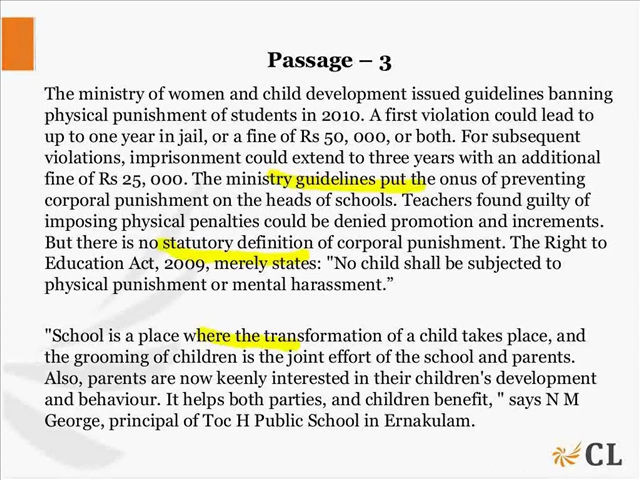 Passage – 3
The ministry of women and child development issued guidelines banning
physical punishment of students in 2010. A first violation could lead to
up to one year in jail, or a fine of Rs 50, 000, or both. For subsequent
violations, imprisonment could extend to three years with an additional
fine of Rs 25, 000. The ministry guidelines put the onus of preventing
corporal punishment on the heads of schools. Teachers found guilty of
imposing physical penalties could be denied promotion and increments.
But there is no statutory definition of corporal punishment. The Right to
Education Act, 2009, merely states: "No child shall be subjected to
physical punishment or mental harassment.”
"School is a place where the transformation of a child takes place, and
the grooming of children is the joint effort of the school and parents.
Also, parents are now keenly interested in their children's development
and behaviour. It helps both parties, and children benefit, " says N M
George, principal of Toc H Public School in Ernakulam.
CL